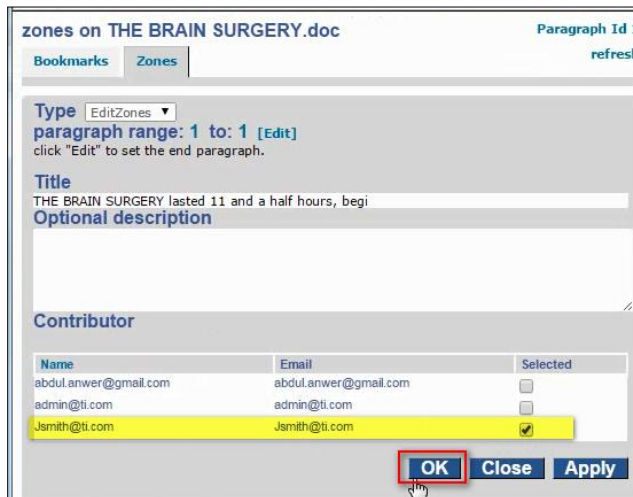 zones on THE BRAIN SURGERY.doc
Paragraph Id
refresh
Bookmarks Zones
Type EditZones
paragraph range: 1 to: 1 [Edit]
click "Edit" to set the end paragraph.
Title
THE BRAIN SURGERY lasted 11 and a half hours, begi
Optional description
Contributor
Name Email Selected
abdul.anwer@gmail.com abdul.anwer@gmail.com
admin@ti.com admin@ti.com
Jsmith@ti.com Jsmith@ti.com
OK Close Apply